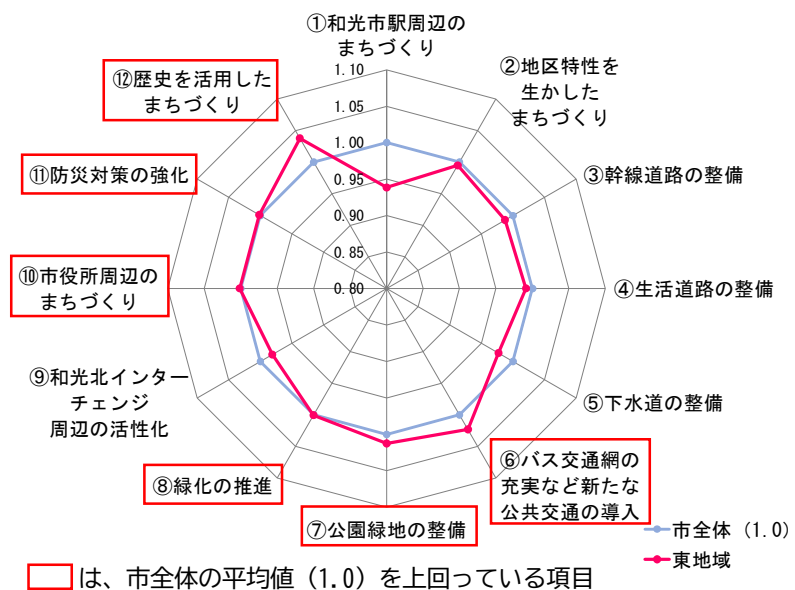 ①和光市駅周辺の
まちづくり
②地区特性を
生かした
まちづくり
③幹線道路の整備
④生活道路の整備
⑤下水道の整備
⑥バス交通網の
充実など新たな
公共交通の導入
⑦公園緑地の整備
⑧緑化の推進
⑨和光北インター
チェンジ
周辺の活性化
⑩市役所周辺の
まちづくり
⑪防災対策の強化
⑫歴史を活用した
まちづくり
1.10
1.05
1.00
0.95
0.90
0.85
0.80
市全体（1.0）
東地域
は、市全体の平均値（1.0）を上回っている項目